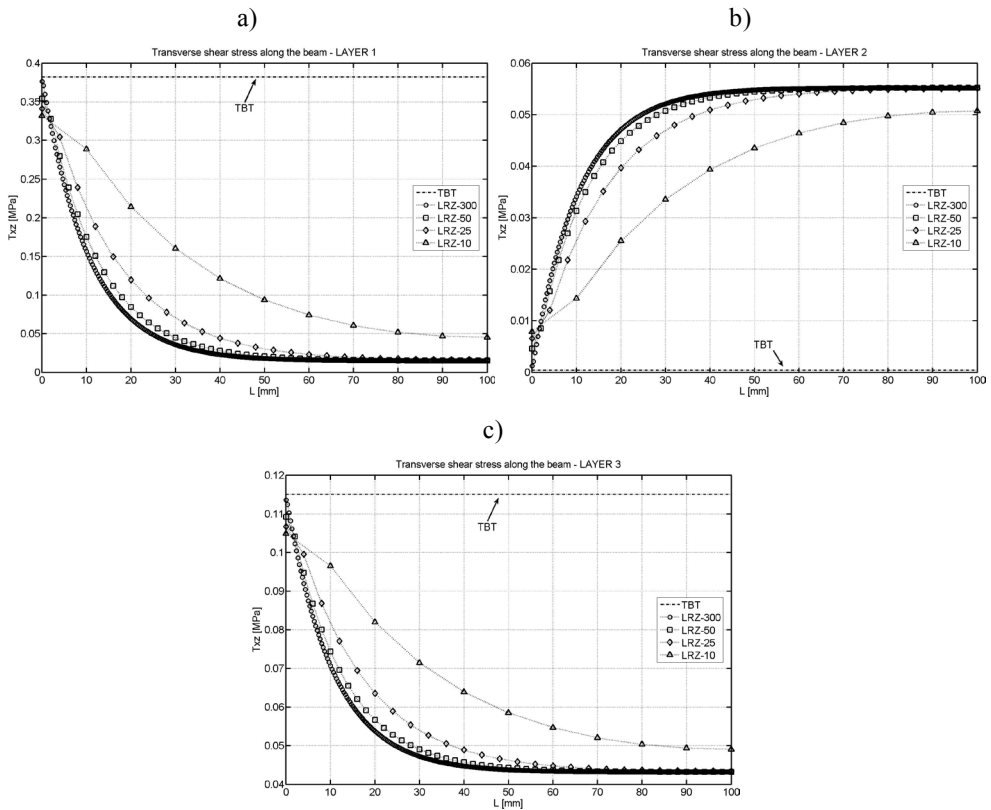 a)
Transverse shear stress along the beam - LAYER 1
0.4
0.35
0.3
0.25
0.2
0.15
0.1
0.05
0
Txz [MPa]
TBT
TBT
LRZ-300
LRZ-50
LRZ-25
LRZ-10
0 10 20 30 40 50 60 70 80 90 100
L [mm]
b)
Transverse shear stress along the beam - LAYER 2
0.06
0.05
0.04
0.03
0.02
0.01
0
Txz [MPa]
TBT
LRZ-300
LRZ-50
LRZ-25
LRZ-10
TBT
0 10 20 30 40 50 60 70 80 90 100
L [mm]
c)
Transverse shear stress along the beam - LAYER 3
0.12
0.11
0.1
0.09
0.08
0.07
0.06
0.05
0.04
Txz [MPa]
TBT
TBT
LRZ-300
LRZ-50
LRZ-25
LRZ-10
0 10 20 30 40 50 60 70 80 90 100
L [mm]